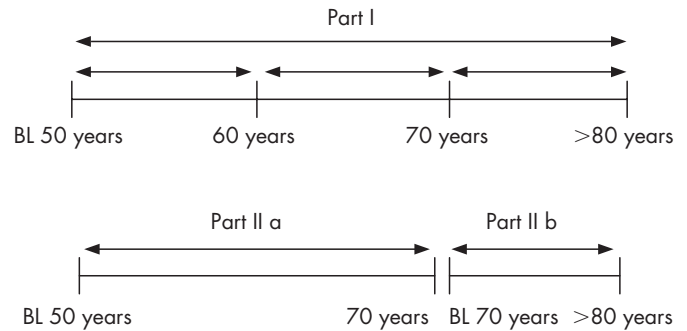 Part I
BL 50 years 60 years 70 years >80 years
Part II a Part II b
BL 50 years 70 years BL 70 years >80 years